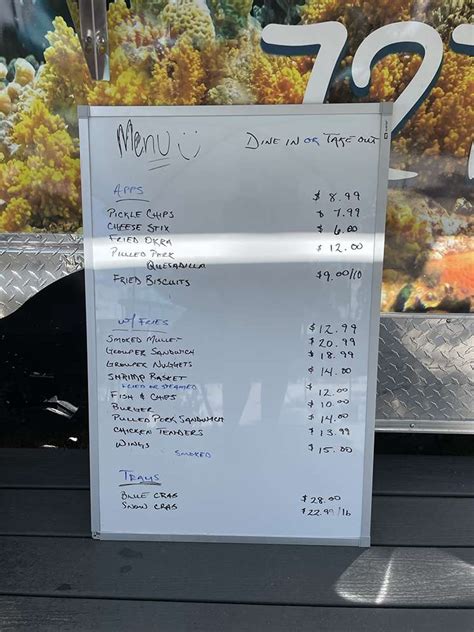 72
Menu :)
DINE IN OR TAKE OUT
APPS
PICKLE CHIPS $8.99
CHEESE STIX $7.99
FRIED OKRA $6.00
PULLED PORK $12.00
QUESADILLA
FRIED BISCUITS $9.00/10
W/ FRIES
SMOKED MULLET $12.99
GROUPER SANDWICH $20.99
GROUPER NUGGETS $18.99
SHRIMP BASKET $14.00
FRIED OR STEAMED
FISH & CHIPS $12.00
BURGER $10.00
PULLED PORK SANDWICH $14.00
CHICKEN TENDERS $13.99
WINGS $15.00
SMOKED
TRAYS
BLUE CRAB $28.00
SNOW CRAB $22.99/lb